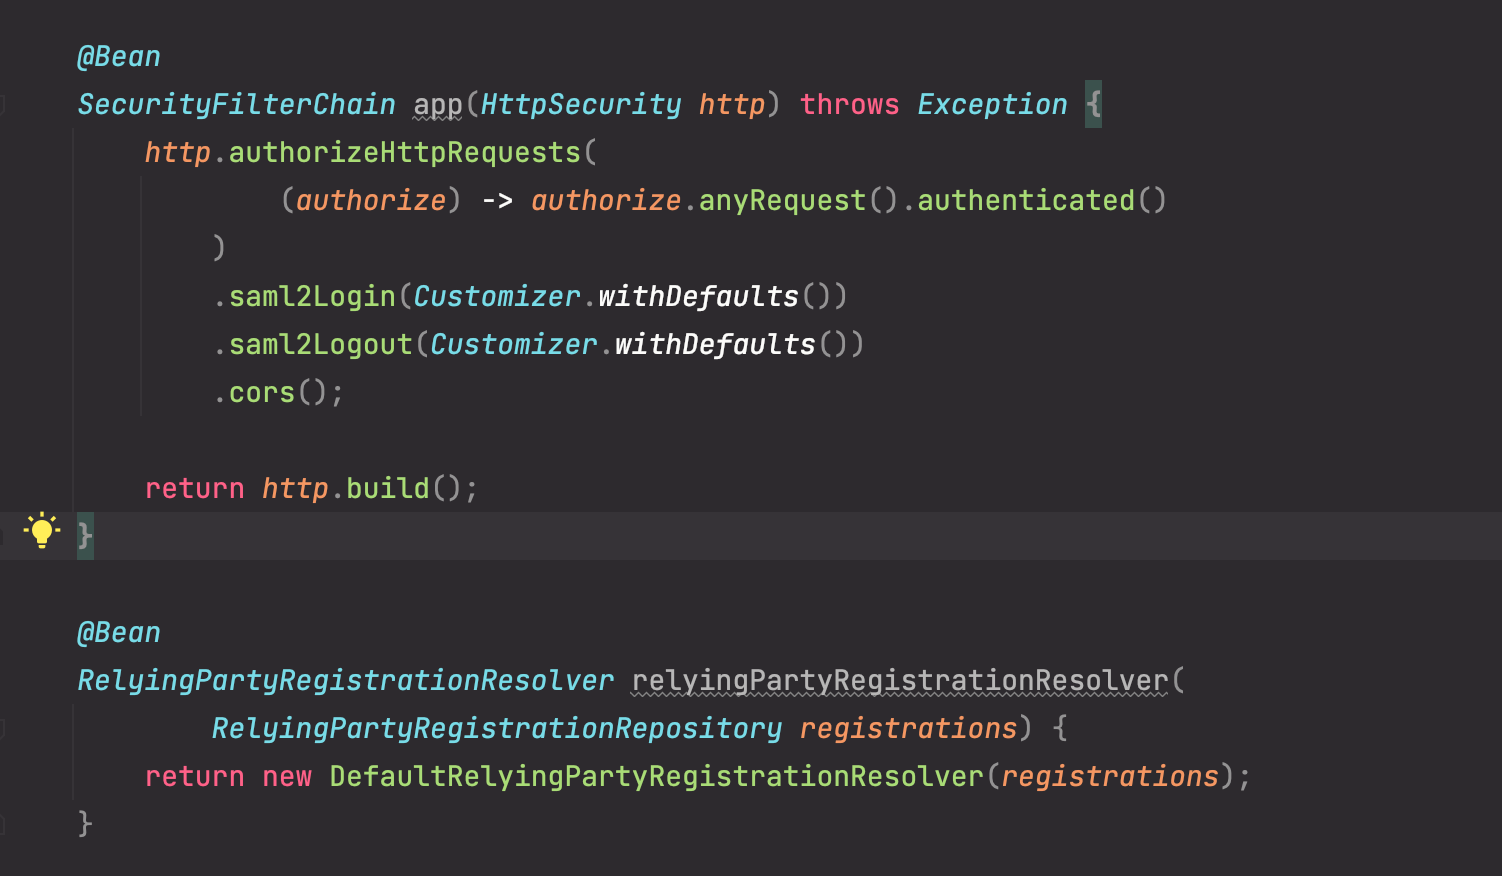 @Bean
SecurityFilterChain app(HttpSecurity http) throws Exception {
http.authorizeHttpRequests(
(authorize) -> authorize.anyRequest().authenticated()
)
.saml2Login(Customizer.withDefaults())
.saml2Logout(Customizer.withDefaults())
.cors();
return http.build();
}
@Bean
RelyingPartyRegistrationResolver relyingPartyRegistrationResolver(
RelyingPartyRegistrationRepository registrations) {
return new DefaultRelyingPartyRegistrationResolver(registrations);
}